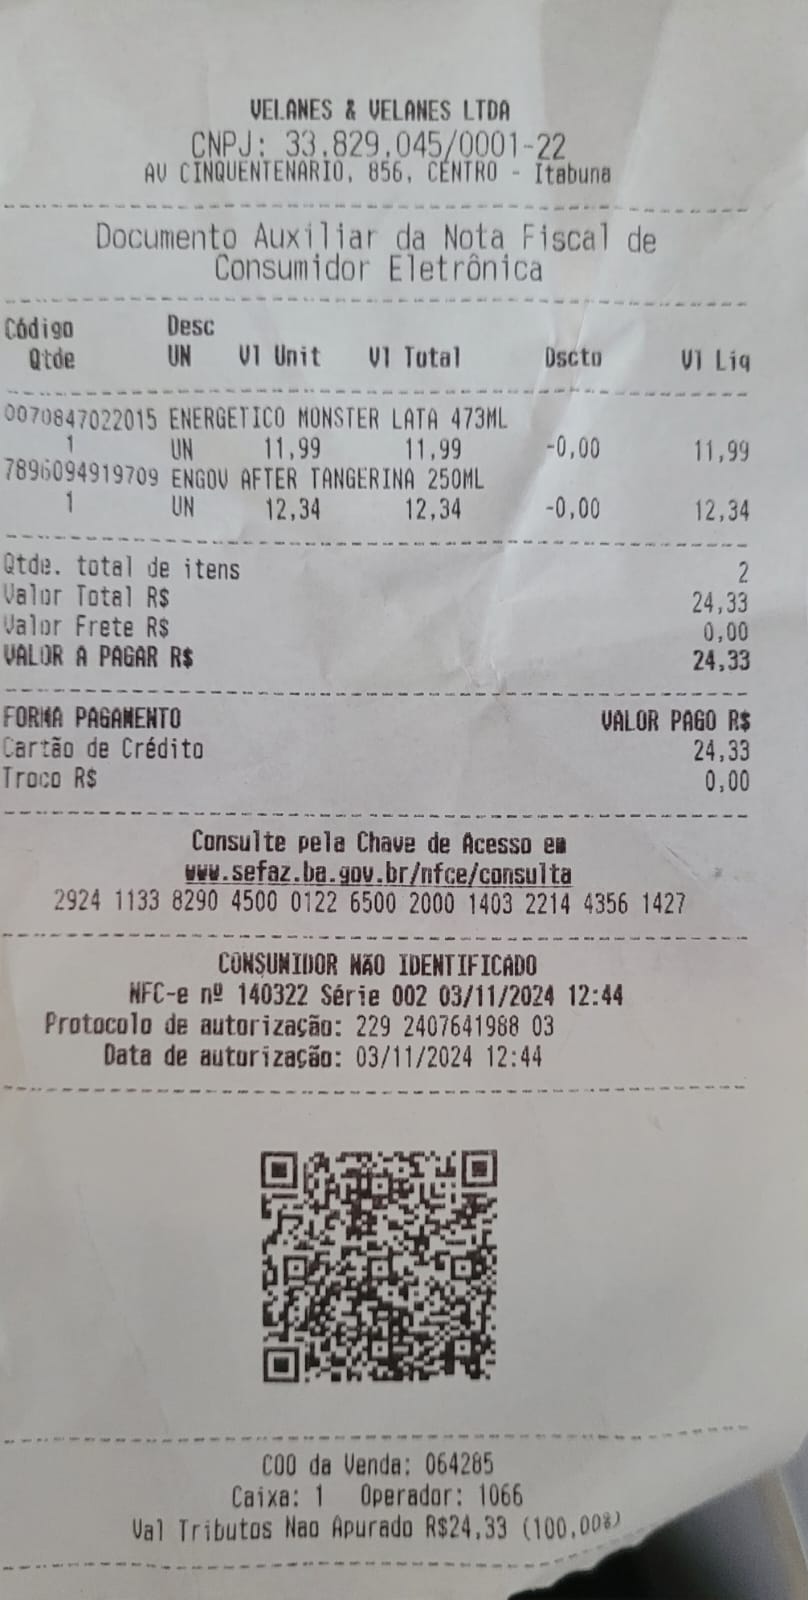 VELANES & VELANES LTDA
CNPJ: 33.829.045/0001-22
AV CINQUENTENARIO, 856, CENTRO - Itabuna
Documento Auxiliar da Nota Fiscal de
Consumidor Eletrônica
Código Desc
Qtde UN Vl Unit Vl Total Dscto Vl Liq
0070847022015 ENERGETICO MONSTER LATA 473ML
1 UN 11,99 11,99 -0,00 11,99
7896094919709 ENGOV AFTER TANGERINA 250ML
1 UN 12,34 12,34 -0,00 12,34
Qtde. total de itens 2
Valor Total R$ 24,33
Valor Frete R$ 0,00
VALOR A PAGAR R$ 24,33
FORMA PAGAMENTO VALOR PAGO R$
Cartão de Crédito 24,33
Troco R$ 0,00
Consulte pela Chave de Acesso em
www.sefaz.ba.gov.br/nfce/consulta
2924 1133 8290 4500 0122 6500 2000 1403 2214 4356 1427
CONSUMIDOR NÃO IDENTIFICADO
NFC-e nº 140322 Série 002 03/11/2024 12:44
Protocolo de autorização: 229 2407641988 03
Data de autorização: 03/11/2024 12:44
COO da Venda: 064285
Caixa: 1 Operador: 1066
Val Tributos Nao Apurado R$24,33 (100,00%)